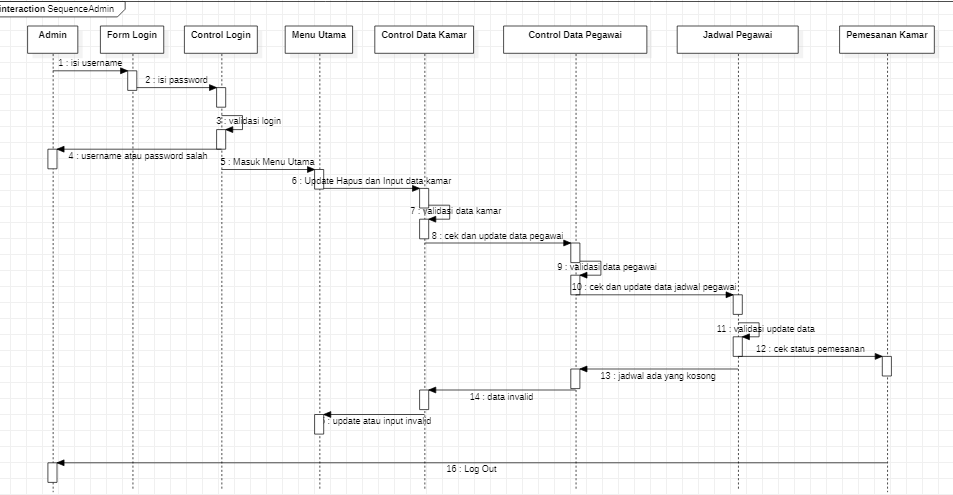 interaction SequenceAdmin
Admin
Form Login
Control Login
Menu Utama
Control Data Kamar
Control Data Pegawai
Jadwal Pegawai
Pemesanan Kamar
1 : isi username
2 : isi password
3 : validasi login
4 : username atau password salah
5 : Masuk Menu Utama
6 : Update Hapus dan Input data kamar
7 : validasi data kamar
8 : cek dan update data pegawai
9 : validasi data pegawai
10 : cek dan update data jadwal pegawai
11 : validasi update data
12 : cek status pemesanan
13 : jadwal ada yang kosong
14 : data invalid
: update atau input invalid
16 : Log Out